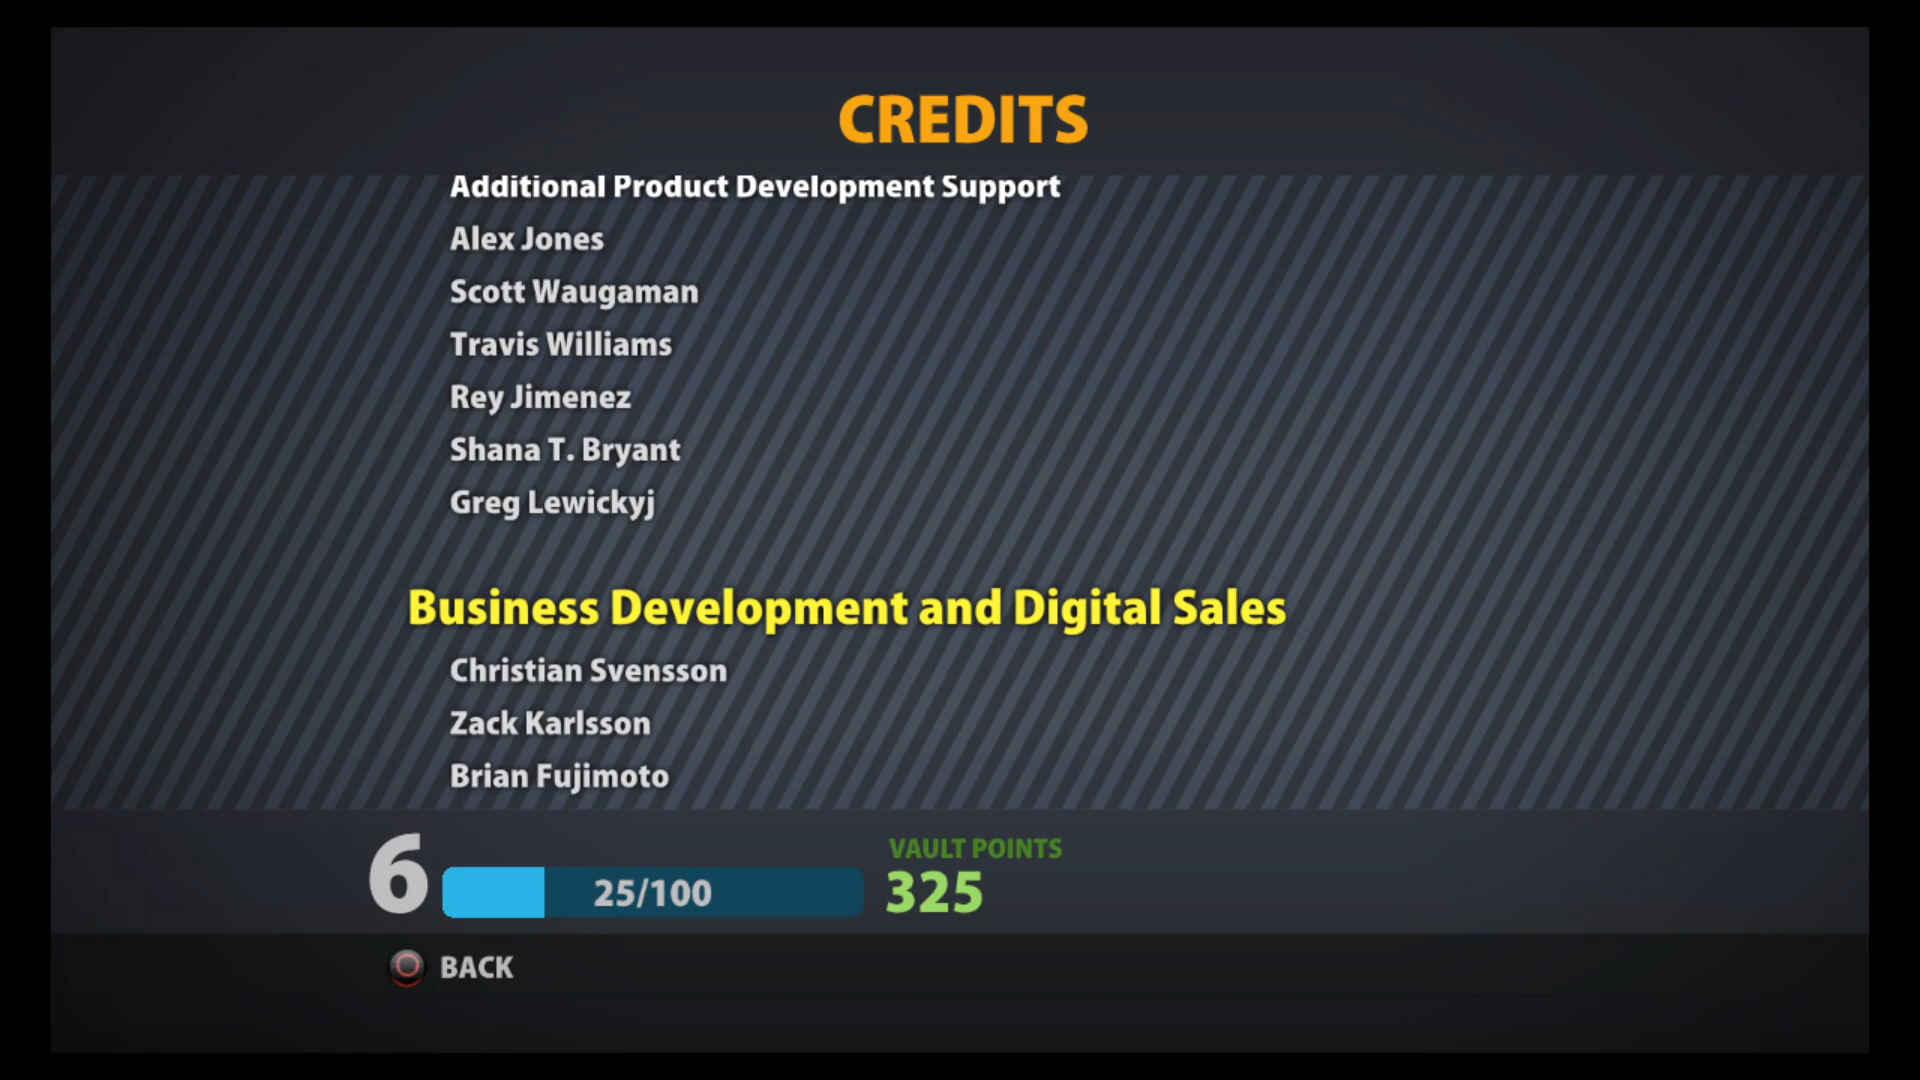 CREDITS
Additional Product Development Support
Alex Jones
Scott Waugaman
Travis Williams
Rey Jimenez
Shana T. Bryant
Greg Lewickyj
Business Development and Digital Sales
Christian Svensson
Zack Karlsson
Brian Fujimoto
VAULT POINTS
6 25/100 325
BACK